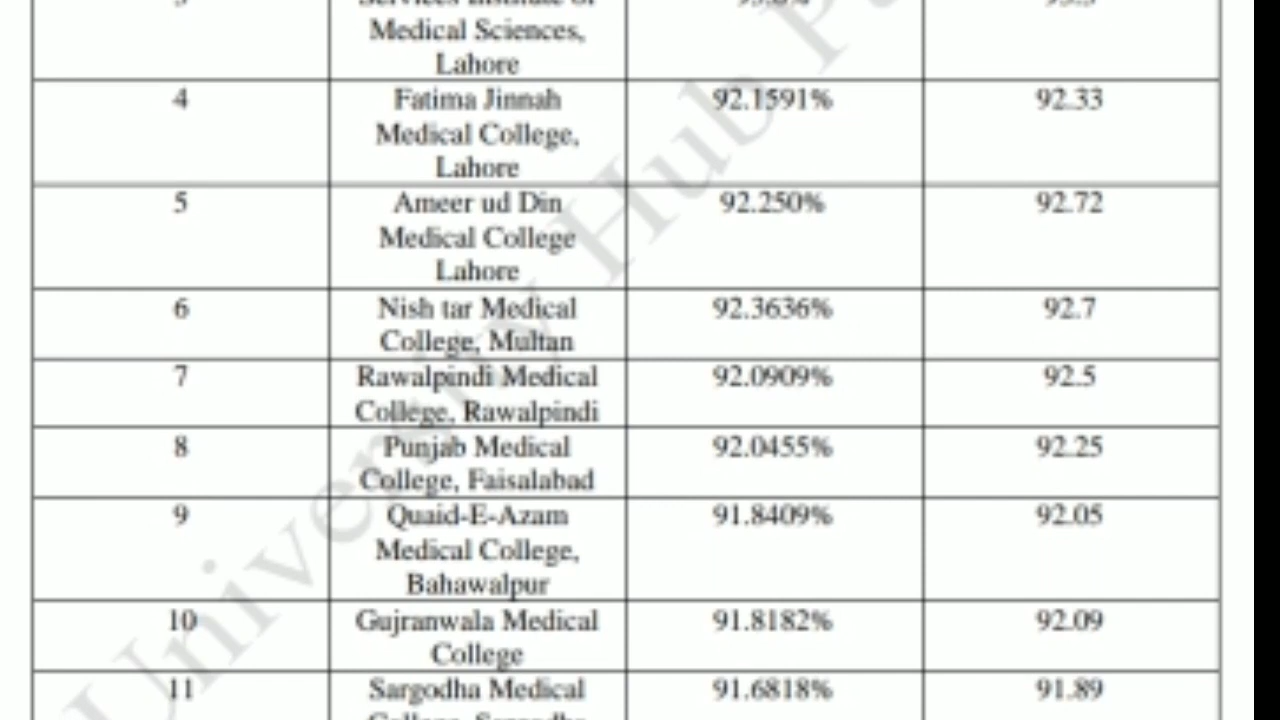 Medical Sciences,
Lahore
4 Fatima Jinnah 92.1591% 92.33
Medical College,
Lahore
5 Ameer ud Din 92.250% 92.72
Medical College
Lahore
6 Nish tar Medical 92.3636% 92.7
College, Multan
7 Rawalpindi Medical 92.0909% 92.5
College, Rawalpindi
8 Punjab Medical 92.0455% 92.25
College, Faisalabad
9 Quaid-E-Azam 91.8409% 92.05
Medical College,
Bahawalpur
10 Gujranwala Medical 91.8182% 92.09
College
11 Sargodha Medical 91.6818% 91.89
University Hub